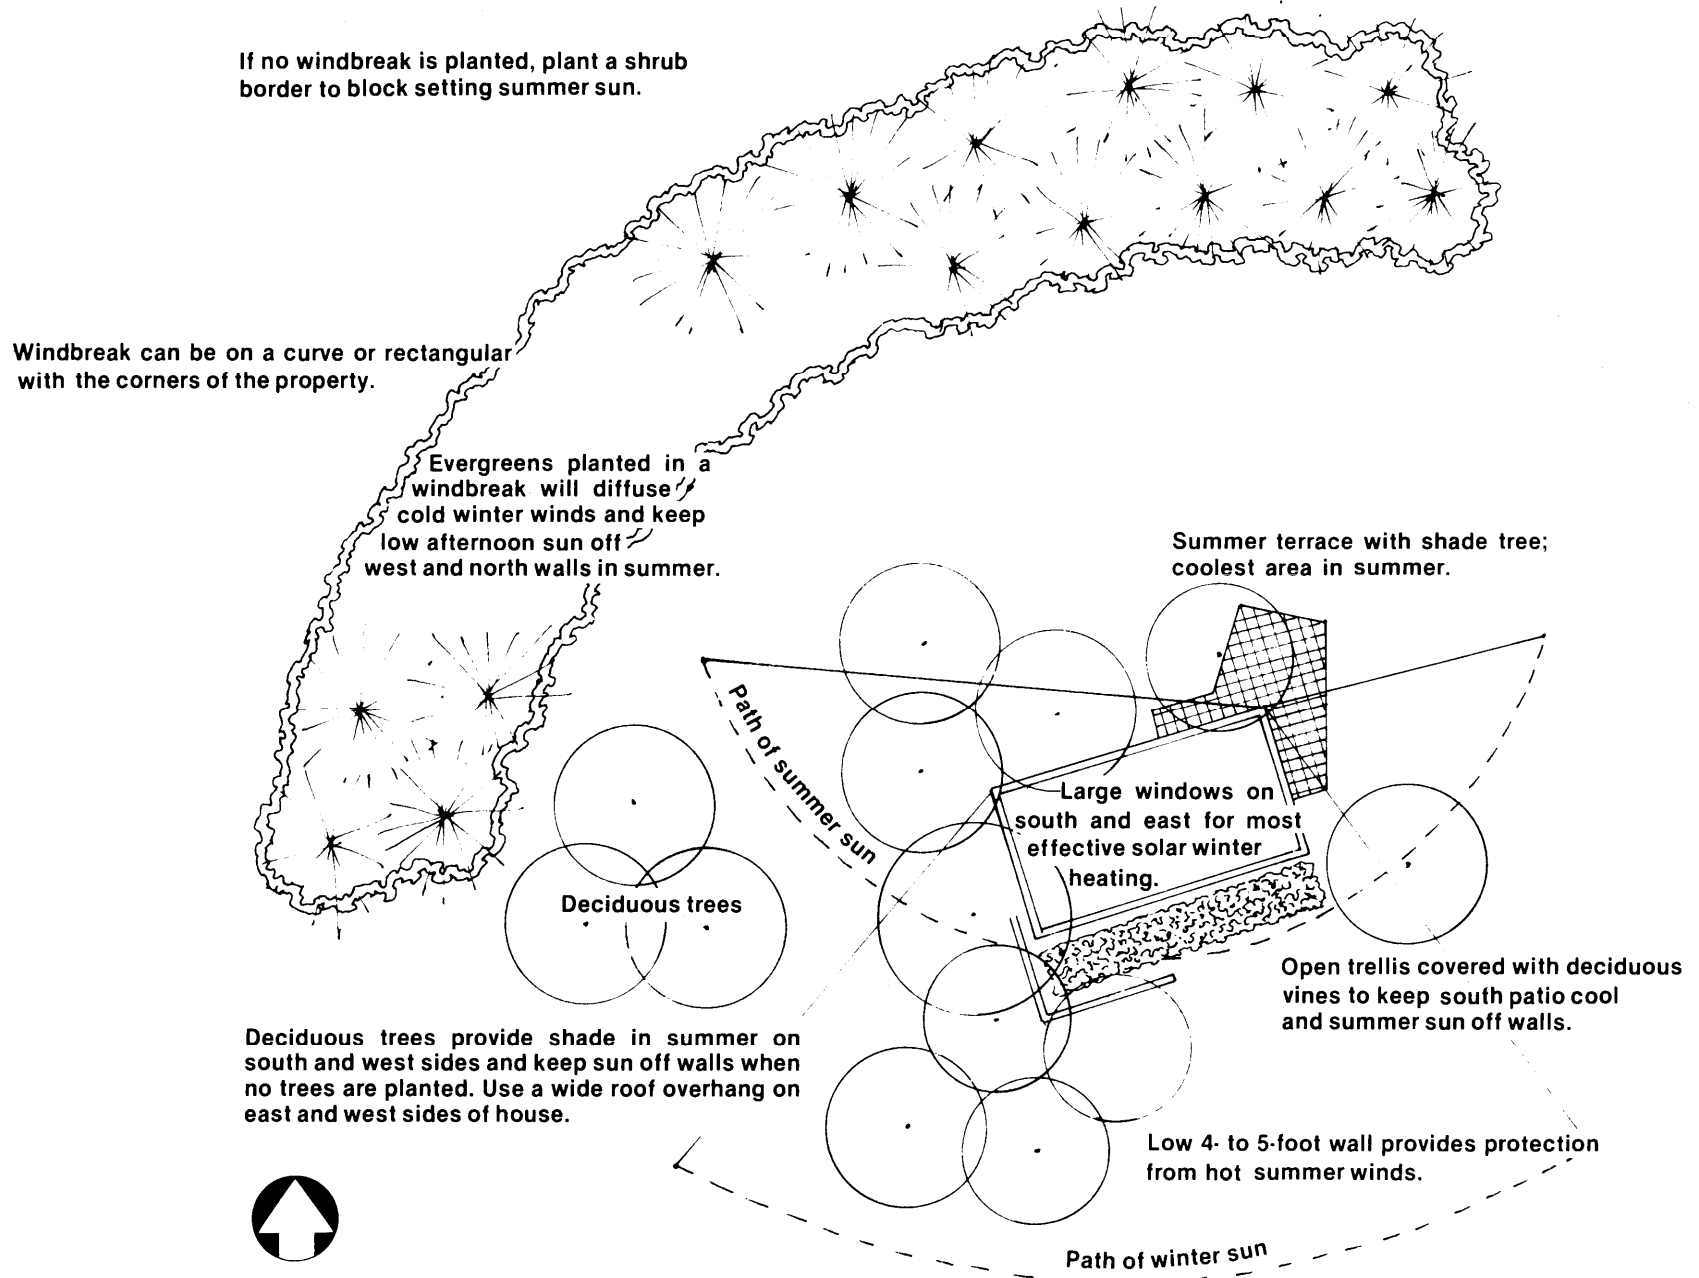 If no windbreak is planted, plant a shrub
border to block setting summer sun.
Windbreak can be on a curve or rectangular
with the corners of the property.
Evergreens planted in a
windbreak will diffuse
cold winter winds and keep
low afternoon sun off
west and north walls in summer.
Summer terrace with shade tree;
coolest area in summer.
Path of summer sun
Large windows on
south and east for most
effective solar winter
heating.
Deciduous trees
Open trellis covered with deciduous
vines to keep south patio cool
and summer sun off walls.
Deciduous trees provide shade in summer on
south and west sides and keep sun off walls when
no trees are planted. Use a wide roof overhang on
east and west sides of house.
Low 4- to 5-foot wall provides protection
from hot summer winds.
Path of winter sun